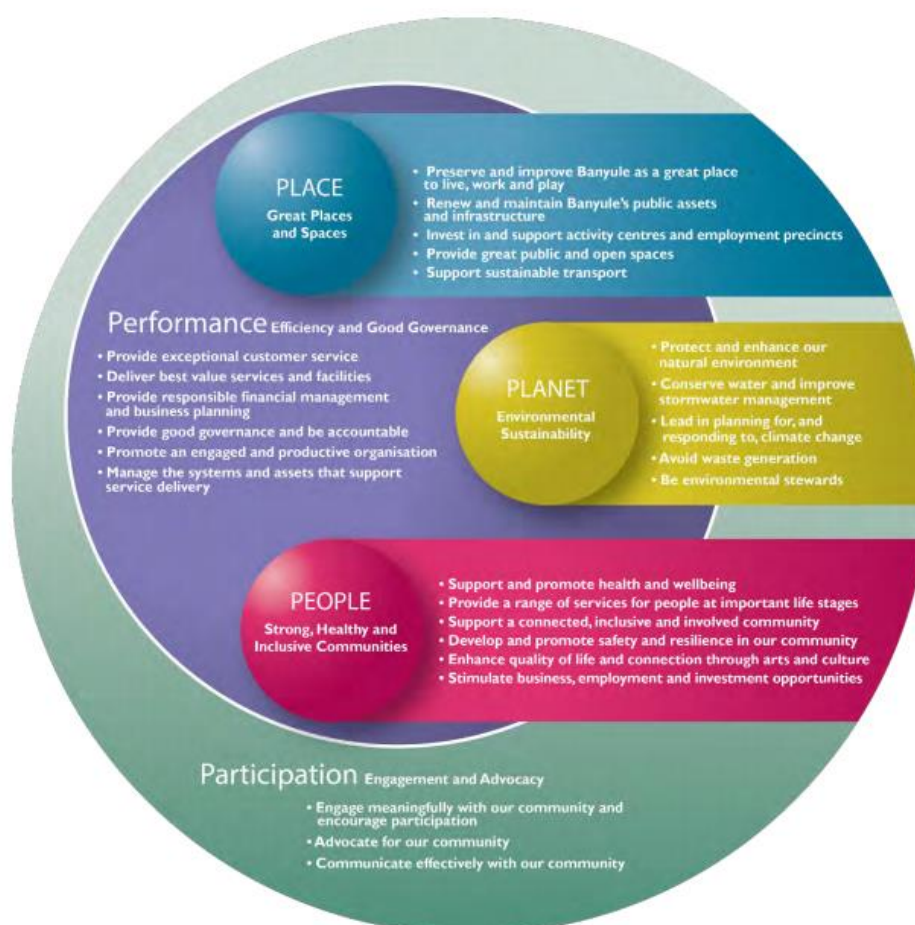 PLACE
Great Places
and Spaces
• Preserve and improve Banyule as a great place
to live, work and play
• Renew and maintain Banyule's public assets
and infrastructure
• Invest in and support activity centres and employment precincts
• Provide great public and open spaces
• Support sustainable transport
Performance Efficiency and Good Governance
• Provide exceptional customer service
• Deliver best value services and facilities
• Provide responsible financial management
and business planning
• Provide good governance and be accountable
• Promote an engaged and productive organisation
• Manage the systems and assets that support
service delivery
PLANET
Environmental
Sustainability
• Protect and enhance our
natural environment
• Conserve water and improve
stormwater management
• Lead in planning for, and
responding to, climate change
• Avoid waste generation
• Be environmental stewards
PEOPLE
Strong, Healthy and
Inclusive Communities
• Support and promote health and wellbeing
• Provide a range of services for people at important life stages
• Support a connected, inclusive and involved community
• Develop and promote safety and resilience in our community
• Enhance quality of life and connection through arts and culture
• Stimulate business, employment and investment opportunities
Participation Engagement and Advocacy
• Engage meaningfully with our community and
encourage participation
• Advocate for our community
• Communicate effectively with our community